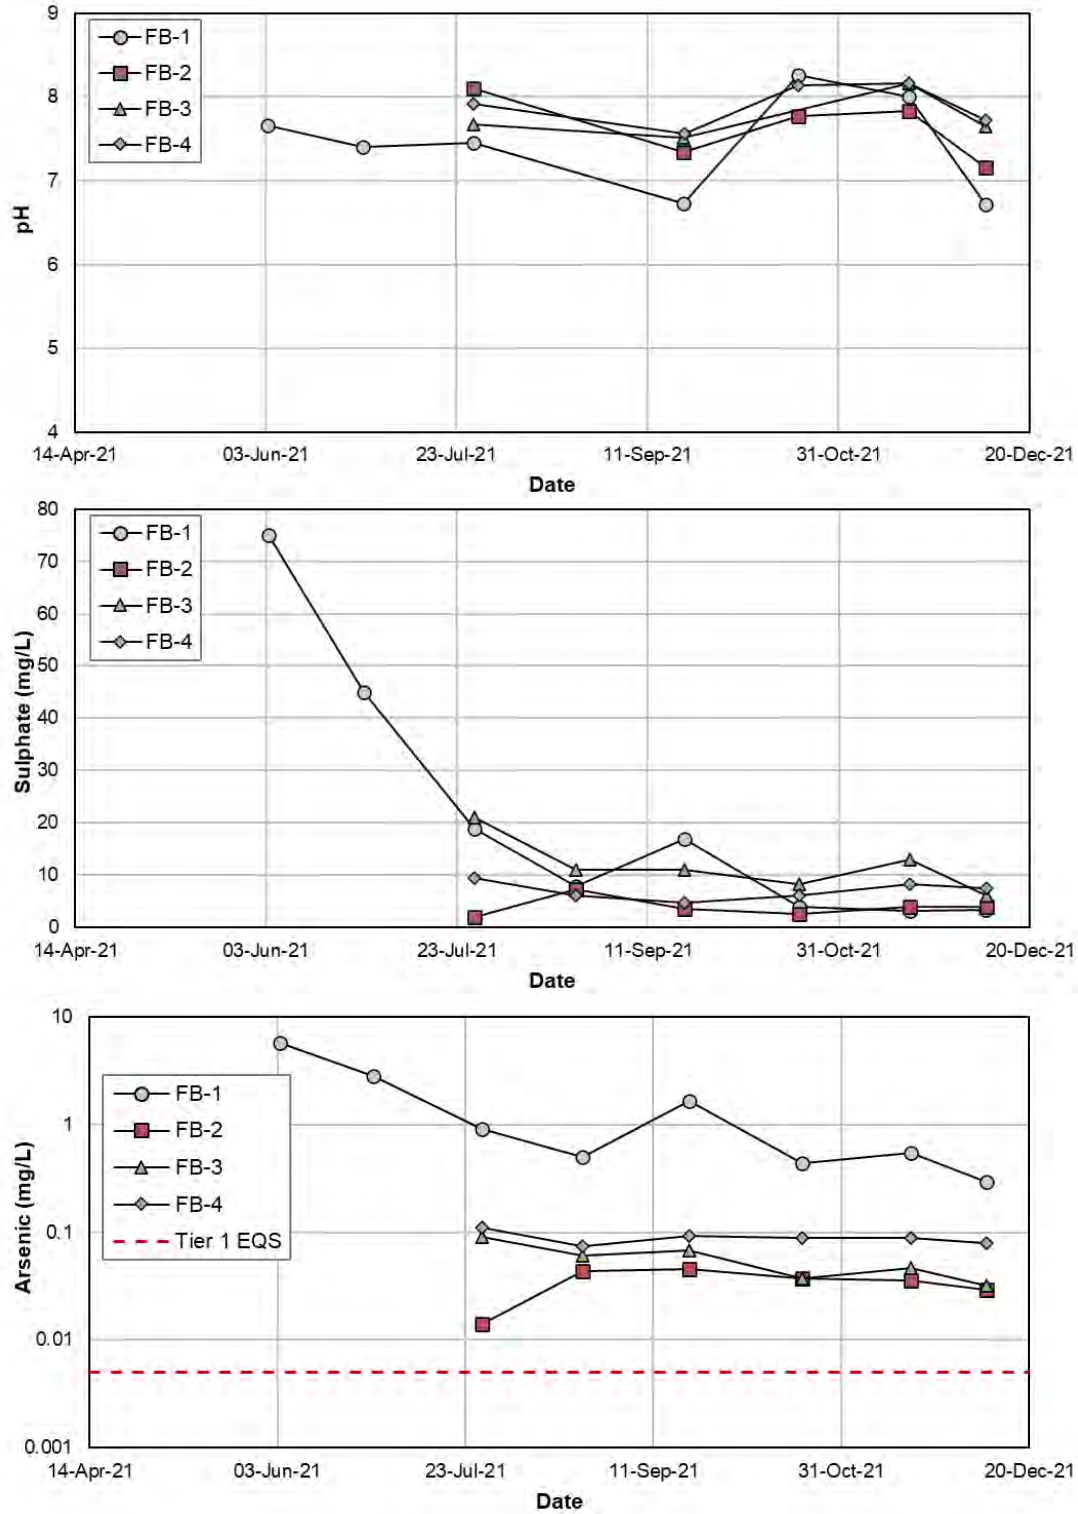 9
8
7
6
5
4
pH
FB-1
FB-2
FB-3
FB-4
14-Apr-21 03-Jun-21 23-Jul-21 11-Sep-21 31-Oct-21 20-Dec-21
Date
80
70
60
50
40
30
20
10
0
Sulphate (mg/L)
FB-1
FB-2
FB-3
FB-4
14-Apr-21 03-Jun-21 23-Jul-21 11-Sep-21 31-Oct-21 20-Dec-21
Date
10
1
0.1
0.01
0.001
Arsenic (mg/L)
FB-1
FB-2
FB-3
FB-4
Tier 1 EQS
14-Apr-21 03-Jun-21 23-Jul-21 11-Sep-21 31-Oct-21 20-Dec-21
Date